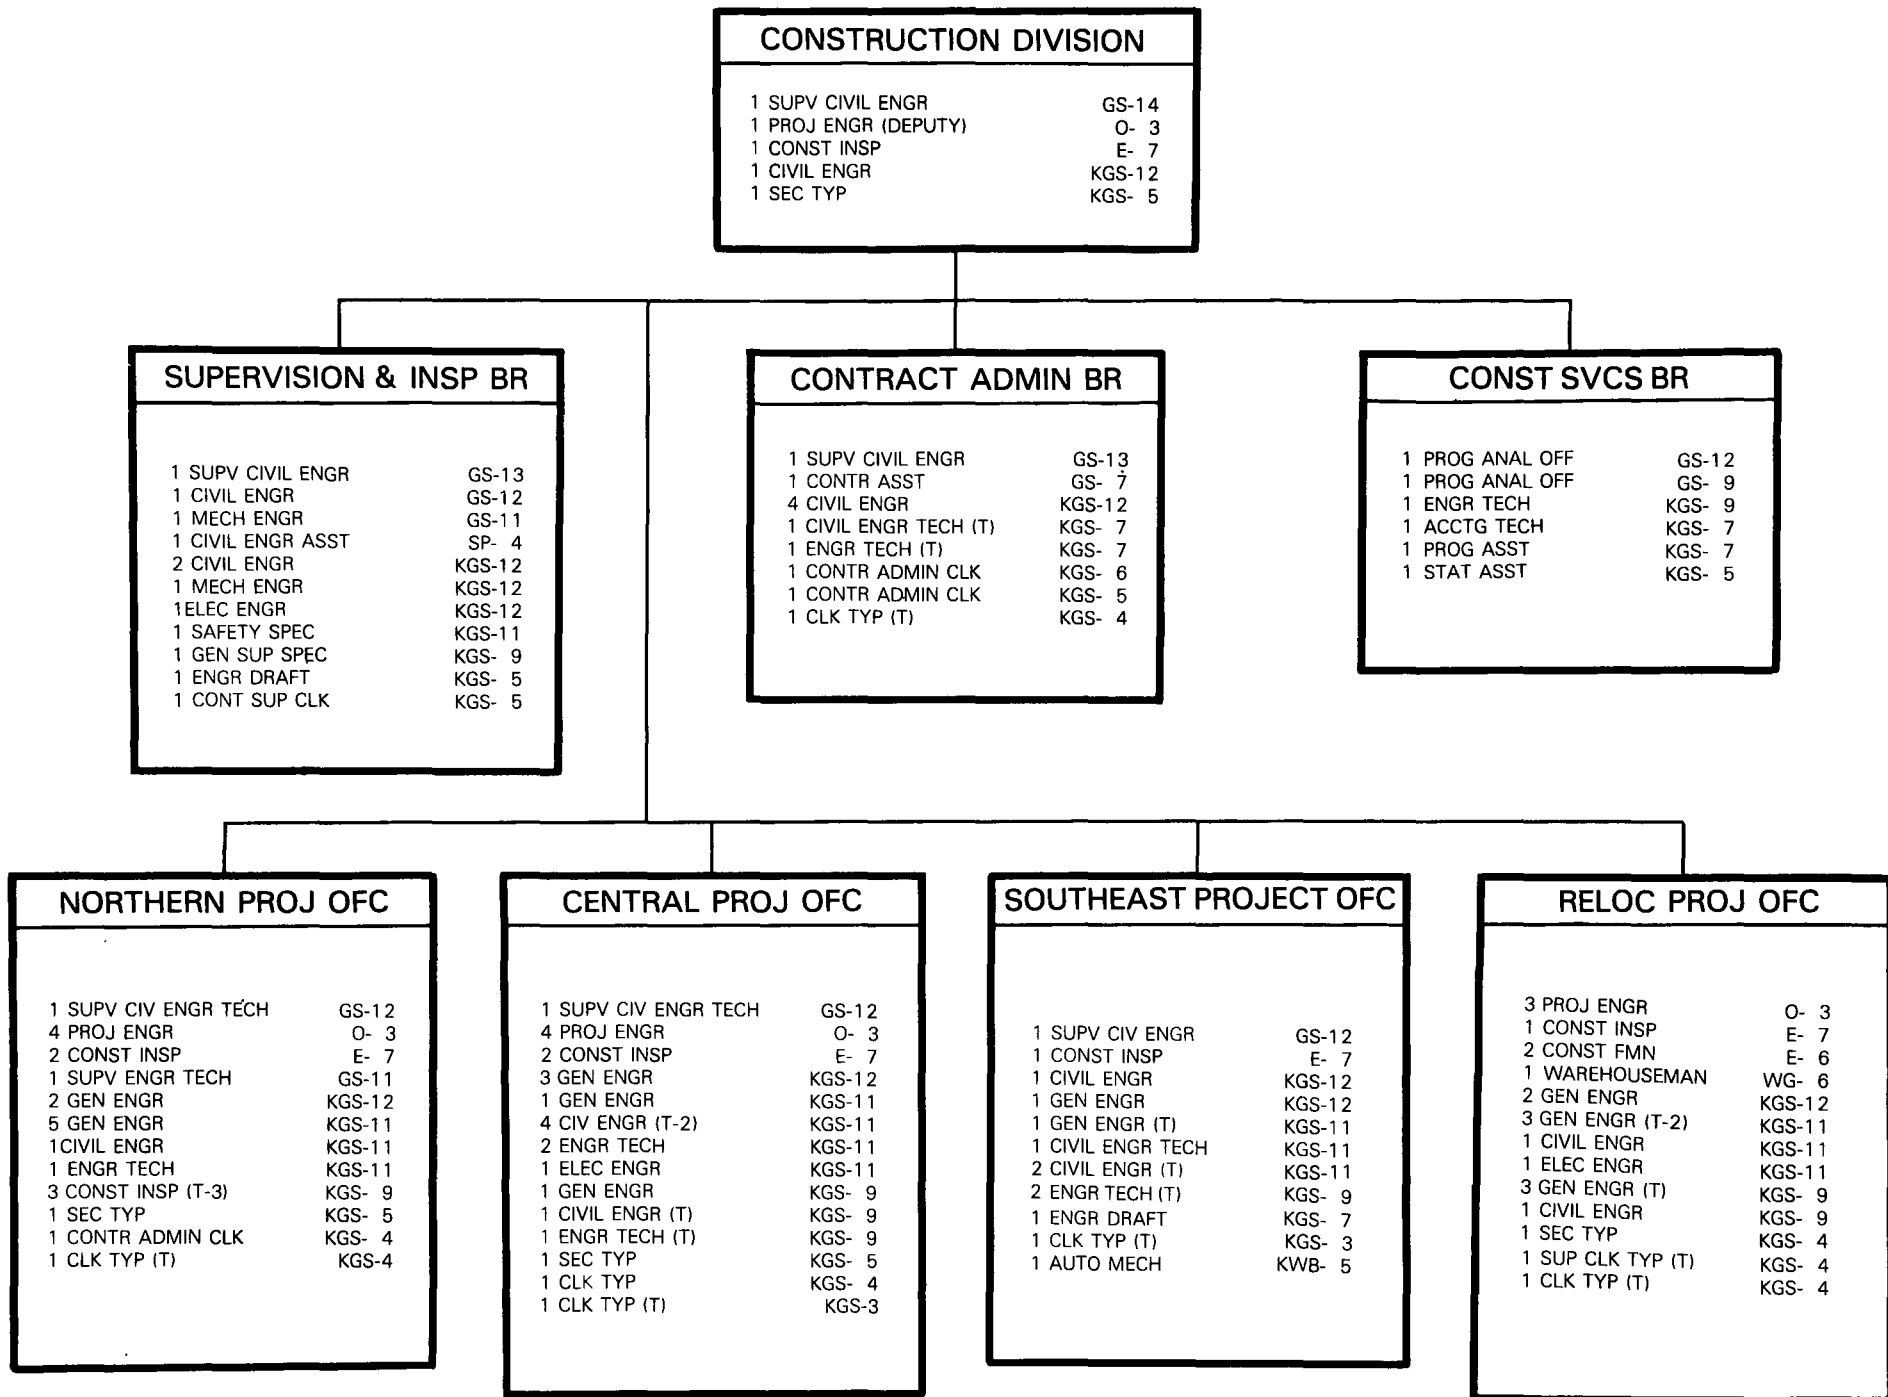 CONSTRUCTION DIVISION
1 SUPV CIVIL ENGR GS-14
1 PROJ ENGR (DEPUTY) O- 3
1 CONST INSP E- 7
1 CIVIL ENGR KGS-12
1 SEC TYP KGS- 5
SUPERVISION & INSP BR
1 SUPV CIVIL ENGR GS-13
1 CIVIL ENGR GS-12
1 MECH ENGR GS-11
1 CIVIL ENGR ASST SP- 4
2 CIVIL ENGR KGS-12
1 MECH ENGR KGS-12
1ELEC ENGR KGS-12
1 SAFETY SPEC KGS-11
1 GEN SUP SPEC KGS- 9
1 ENGR DRAFT KGS- 5
1 CONT SUP CLK KGS- 5
CONTRACT ADMIN BR
1 SUPV CIVIL ENGR GS-13
1 CONTR ASST GS- 7
4 CIVIL ENGR KGS-12
1 CIVIL ENGR TECH (T) KGS- 7
1 ENGR TECH (T) KGS- 7
1 CONTR ADMIN CLK KGS- 6
1 CONTR ADMIN CLK KGS- 5
1 CLK TYP (T) KGS- 4
CONST SVCS BR
1 PROG ANAL OFF GS-12
1 PROG ANAL OFF GS- 9
1 ENGR TECH KGS- 9
1 ACCTG TECH KGS- 7
1 PROG ASST KGS- 7
1 STAT ASST KGS- 5
NORTHERN PROJ OFC
1 SUPV CIV ENGR TECH GS-12
4 PROJ ENGR O- 3
2 CONST INSP E- 7
1 SUPV ENGR TECH GS-11
2 GEN ENGR KGS-12
5 GEN ENGR KGS-11
1CIVIL ENGR KGS-11
1 ENGR TECH KGS-11
3 CONST INSP (T-3) KGS- 9
1 SEC TYP KGS- 5
1 CONTR ADMIN CLK KGS- 4
1 CLK TYP (T) KGS-4
CENTRAL PROJ OFC
1 SUPV CIV ENGR TECH GS-12
4 PROJ ENGR O- 3
2 CONST INSP E- 7
3 GEN ENGR KGS-12
1 GEN ENGR KGS-11
4 CIV ENGR (T-2) KGS-11
2 ENGR TECH KGS-11
1 ELEC ENGR KGS-11
1 GEN ENGR KGS- 9
1 CIVIL ENGR (T) KGS- 9
1 ENGR TECH (T) KGS- 9
1 SEC TYP KGS- 5
1 CLK TYP KGS- 4
1 CLK TYP (T) KGS-3
SOUTHEAST PROJECT OFC
1 SUPV CIV ENGR GS-12
1 CONST INSP E- 7
1 CIVIL ENGR KGS-12
1 GEN ENGR KGS-12
1 GEN ENGR (T) KGS-11
1 CIVIL ENGR TECH KGS-11
2 CIVIL ENGR (T) KGS-11
2 ENGR TECH (T) KGS- 9
1 ENGR DRAFT KGS- 7
1 CLK TYP (T) KGS- 3
1 AUTO MECH KWB- 5
RELOC PROJ OFC
3 PROJ ENGR O- 3
1 CONST INSP E- 7
2 CONST FMN E- 6
1 WAREHOUSEMAN WG- 6
2 GEN ENGR KGS-12
3 GEN ENGR (T-2) KGS-11
1 CIVIL ENGR KGS-11
1 ELEC ENGR KGS-11
3 GEN ENGR (T) KGS- 9
1 CIVIL ENGR KGS- 9
1 SEC TYP KGS- 4
1 SUP CLK TYP (T) KGS- 4
1 CLK TYP (T) KGS- 4